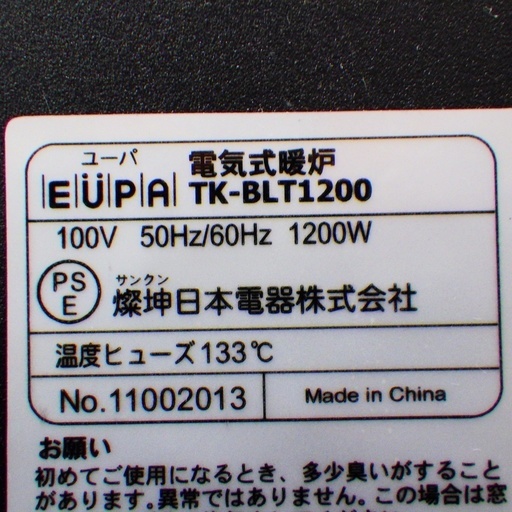 ユーパ
EÜPA
電気式暖炉
TK-BLT1200
100V 50Hz/60Hz 1200W
PS
E
サンクン
燦坤日本電器株式会社
温度ヒューズ133℃
No.11002013
Made in China
お願い
初めてご使用になるとき、多少臭いがすること
があります。異常ではありません。この場合は窓